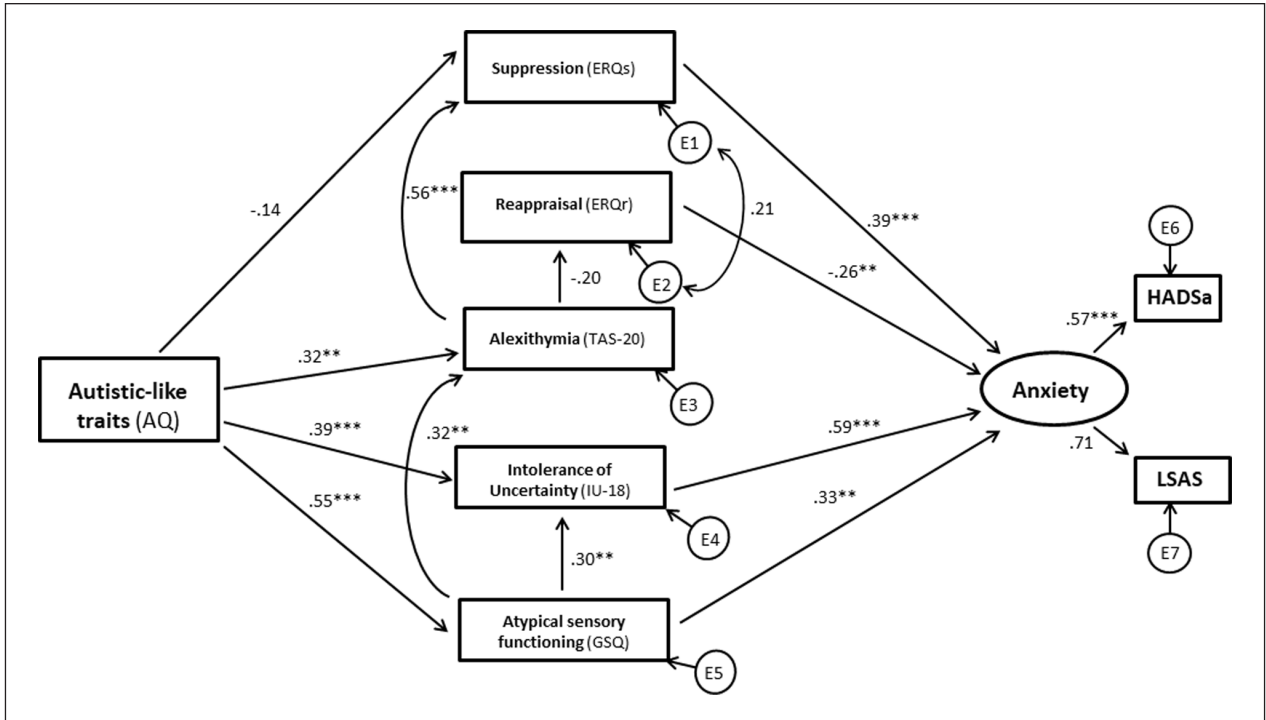 Suppression (ERQs)
E1
.56***
-.14
Reappraisal (ERQr)
.21
.39***
E2
-.20
-.26**
E6
HADSa
.57***
Alexithymia (TAS-20)
.32**
E3
Autistic-like
traits (AQ)
Anxiety
.39***
.32**
.59***
.71
Intolerance of
Uncertainty (IU-18)
LSAS
.55***
.33**
E4
E7
.30**
Atypical sensory
functioning (GSQ)
E5